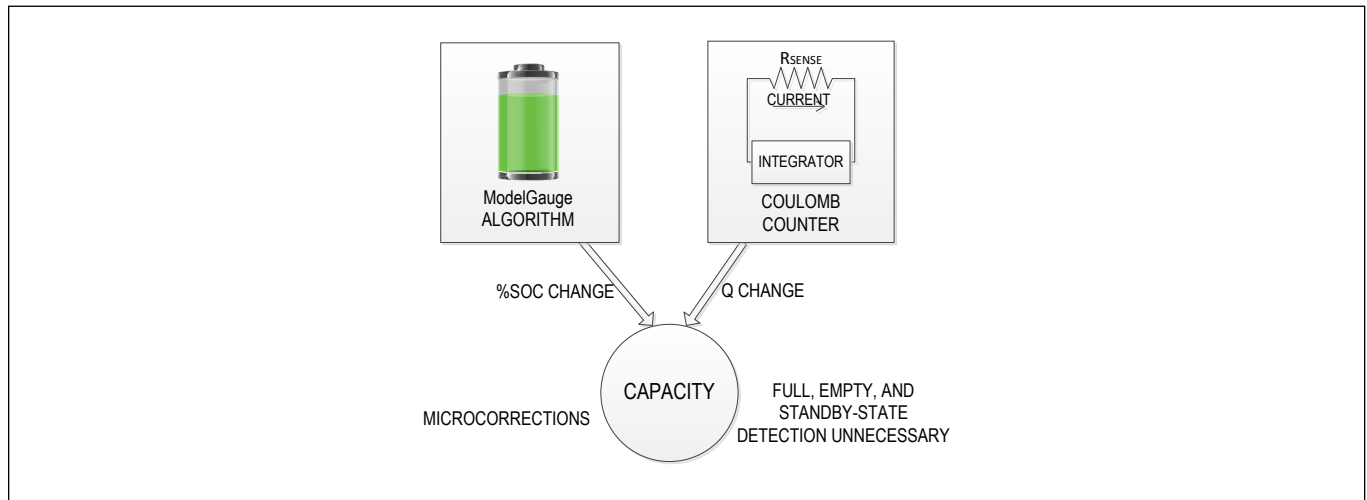 ModelGauge
ALGORITHM
RSENSE
CURRENT
INTEGRATOR
COULOMB
COUNTER
%SOC CHANGE
Q CHANGE
CAPACITY
MICROCORRECTIONS
FULL, EMPTY, AND
STANDBY-STATE
DETECTION UNNECESSARY